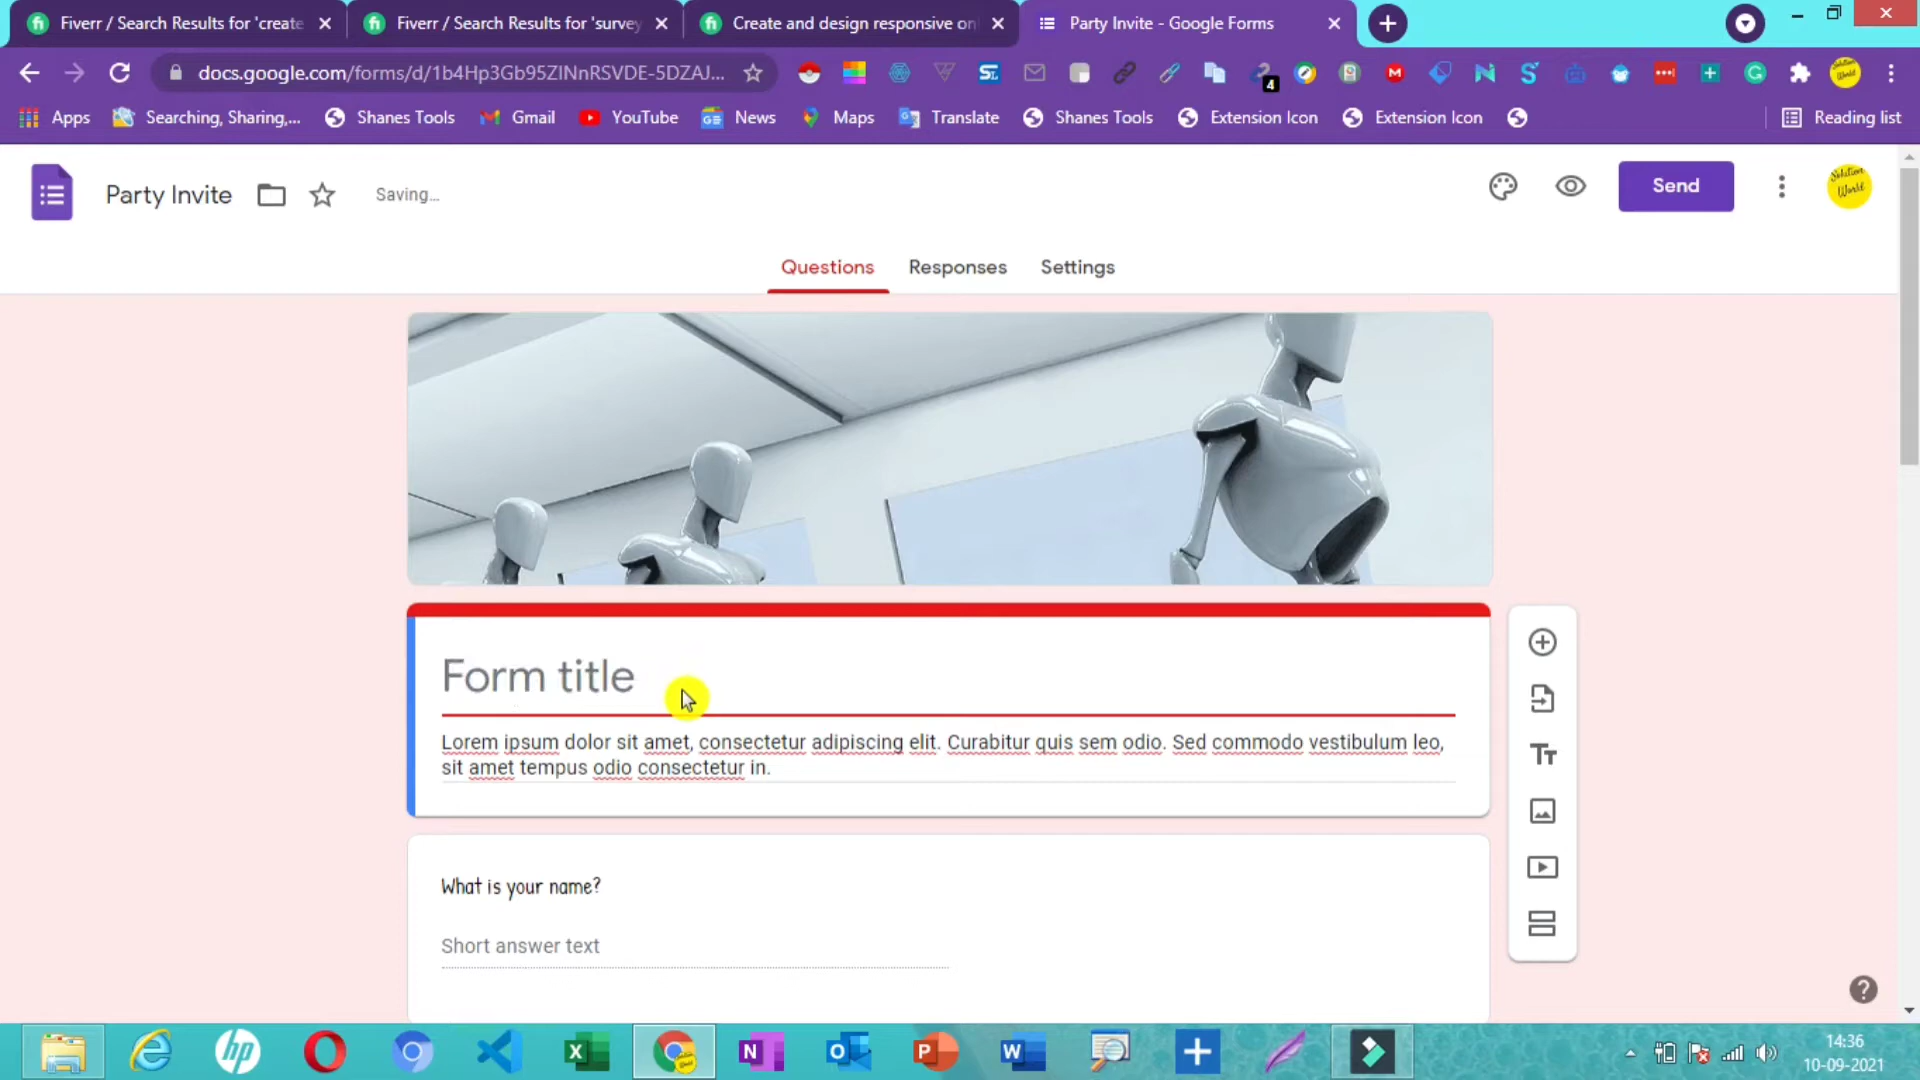 Fiverr / Search Results for 'create
Fiverr / Search Results for 'survey
Create and design responsive on
Party Invite - Google Forms
docs.google.com/forms/d/1b4Hp3Gb95ZlNnRSVDE-5DZAJ...
4
Apps
Searching, Sharing,...
Shanes Tools
Gmail
YouTube
News
Maps
Translate
Shanes Tools
Extension Icon
Extension Icon
Reading list
Party Invite
Saving...
Send
Solution World
Questions
Responses
Settings
Form title
Lorem ipsum dolor sit amet, consectetur adipiscing elit. Curabitur quis sem odio. Sed commodo vestibulum leo,
sit amet tempus odio consectetur in.
What is your name?
Short answer text
14:36
10-09-2021